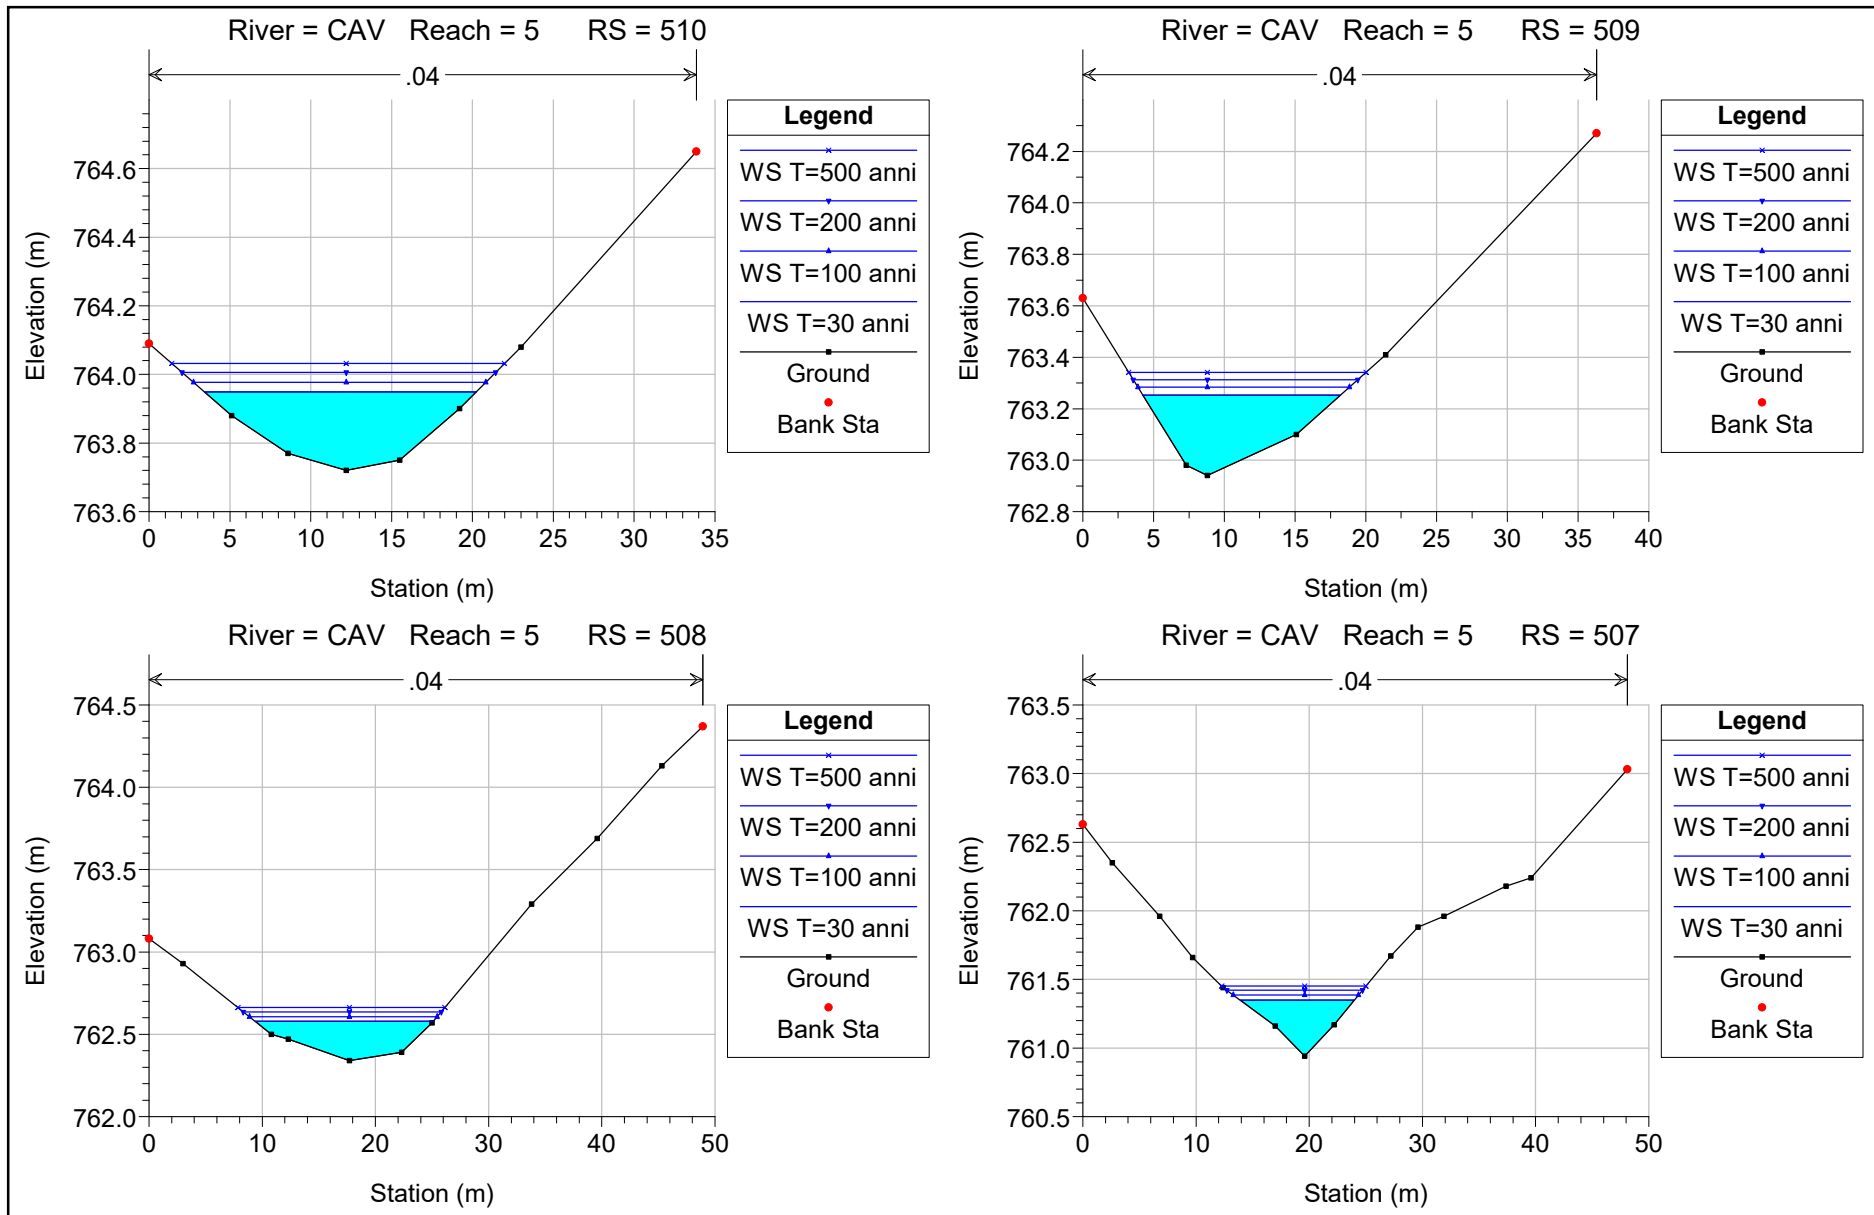 River = CAV Reach = 5 RS = 510
.04
Elevation (m)
764.6
764.4
764.2
764.0
763.8
763.6
0 5 10 15 20 25 30 35
Station (m)
Legend
WS T=500 anni
WS T=200 anni
WS T=100 anni
WS T=30 anni
Ground
Bank Sta
River = CAV Reach = 5 RS = 509
.04
Elevation (m)
764.2
764.0
763.8
763.6
763.4
763.2
763.0
762.8
0 5 10 15 20 25 30 35 40
Station (m)
Legend
WS T=500 anni
WS T=200 anni
WS T=100 anni
WS T=30 anni
Ground
Bank Sta
River = CAV Reach = 5 RS = 508
.04
Elevation (m)
764.5
764.0
763.5
763.0
762.5
762.0
0 10 20 30 40 50
Station (m)
Legend
WS T=500 anni
WS T=200 anni
WS T=100 anni
WS T=30 anni
Ground
Bank Sta
River = CAV Reach = 5 RS = 507
.04
Elevation (m)
763.5
763.0
762.5
762.0
761.5
761.0
760.5
0 10 20 30 40 50
Station (m)
Legend
WS T=500 anni
WS T=200 anni
WS T=100 anni
WS T=30 anni
Ground
Bank Sta